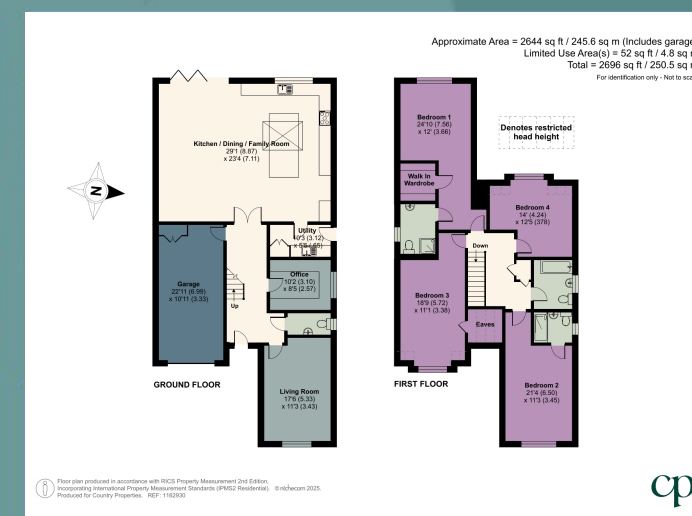 Approximate Area = 2644 sq ft / 245.6 sq m (Includes garage
Limited Use Area(s) = 52 sq ft / 4.8 sq m
Total = 2696 sq ft / 250.5 sq m
For identification only - Not to sca
Kitchen / Dining / Family Room
29'1 (8.87)
x 23'4 (7.11)
N
Utility
10'3 (3.12)
Garage
22'11 (6.99)
x 10'11 (3.33)
Office
10'2 (3.10)
x 8'5 (2.57)
Up
Living Room
17'6 (5.33)
x 11'3 (3.43)
GROUND FLOOR
Bedroom 1
24'10 (7.56)
x 12' (3.66)
Denotes restricted
head height
Walk In
Wardrobe
Bedroom 4
14' (4.24)
x 12'5 (378)
Down
Bedroom 3
18'9 (5.72)
x 11'1 (3.38)
Eaves
Bedroom 2
21'4 (6.50)
x 11'3 (3.45)
FIRST FLOOR
Floor plan produced in accordance with RICS Property Measurement 2nd Edition,
Incorporating International Property Measurement Standards (IPMS2 Residential). © nichecom 2025.
Produced for Country Properties. REF: 1162930
cp